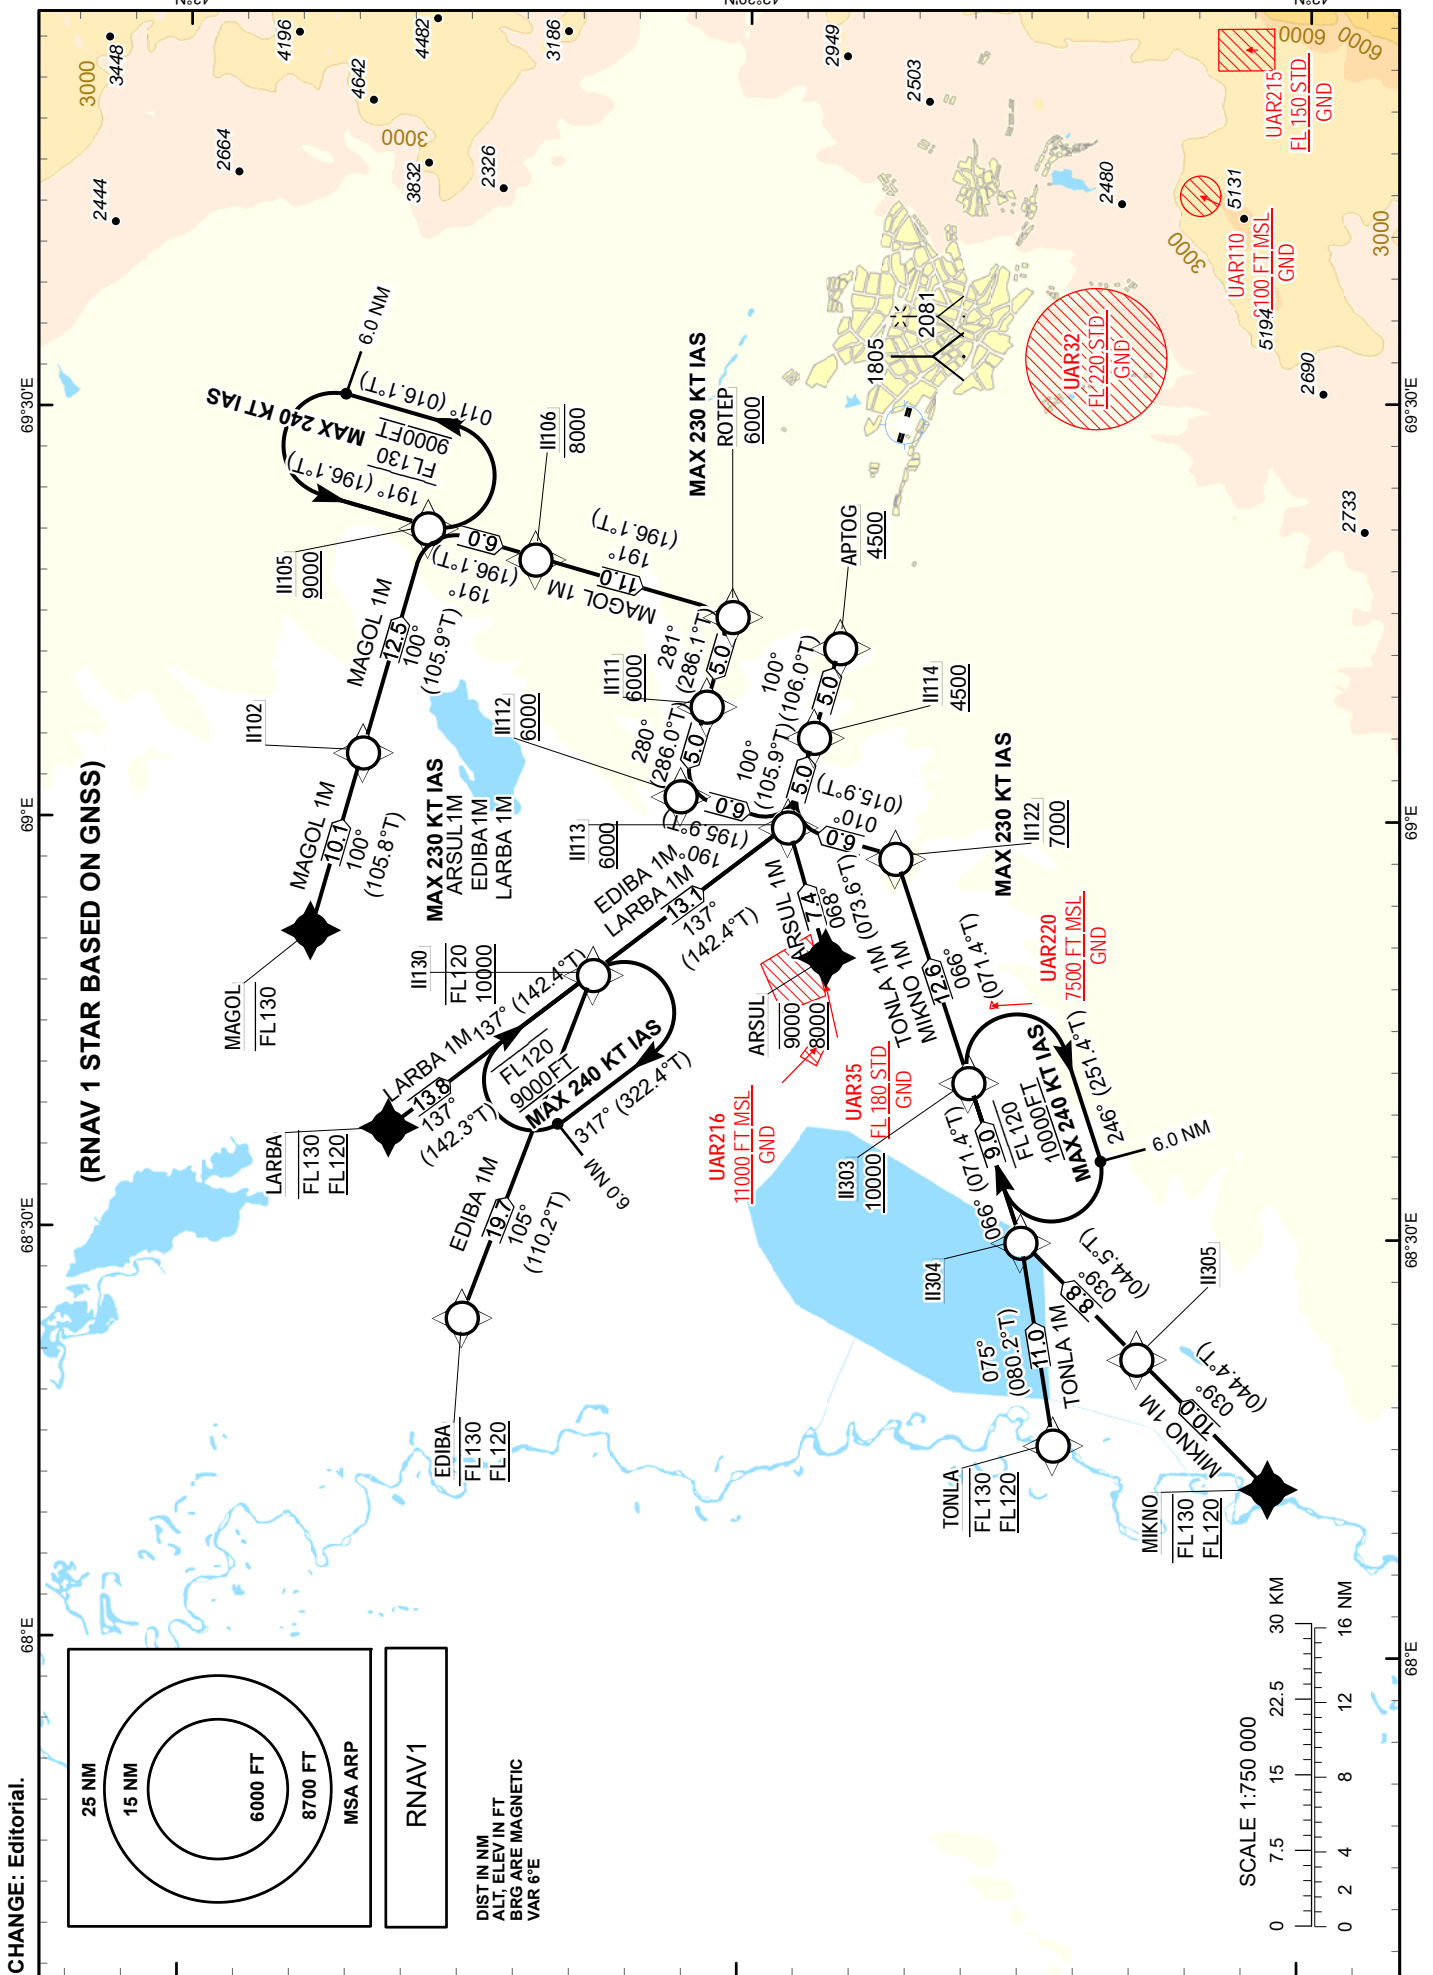 CHANGE: Editorial.
(RNAV 1 STAR BASED ON GNSS)
25 NM
15 NM
6000 FT
8700 FT
MSA ARP
RNAV1
DIST IN NM
ALT, ELEV IN FT
BRG ARE MAGNETIC
VAR 6°E
68°E
68°30'E
69°E
69°30'E
68°E
68°30'E
69°E
69°30'E
SCALE 1:750 000
0 7.5 15 22.5 30 KM
0 2 4 8 12 16 NM
MAGOL
FL130
MAGOL 1M
10.1
100°
(105.8°T)
II102
MAGOL 1M
12.5
100°
(105.9°T)
II105
9000
191° (196.1°T)
FL130
9000FT
MAX 240 KT IAS
011° (016.1°T)
6.0 NM
6.0
191°
(196.1°T)
II106
8000
MAGOL 1M
11.0
191°
(196.1°T)
MAX 230 KT IAS
ROTEP
6000
5.0
281°
(286.1°T)
II111
6000
5.0
280°
(286.0°T)
II112
6000
6.0
190°
(195.9°T)
II113
6000
MAX 230 KT IAS
ARSUL1M
EDIBA1M
LARBA 1M
LARBA
FL130
FL120
LARBA 1M
13.8
137°
(142.3°T)
137° (142.4°T)
II130
FL120
10000
FL120
9000FT
MAX 240 KT IAS
317° (322.4°T)
6.0 NM
EDIBA 1M
LARBA 1M
13.1
137°
(142.4°T)
EDIBA
FL130
FL120
EDIBA 1M
19.7
105°
(110.2°T)
ARSUL
9000
8000
ARSUL 1M
7.4
068°
(073.6°T)
5.0
100°
(105.9°T)
II114
4500
5.0
100°
(106.0°T)
APTOG
4500
6.0
010°
(015.9°T)
MAX 230 KT IAS
II122
7000
TONLA 1M
MIKNO 1M
12.6
066°
(071.4°T)
II303
10000
9.0
066° (071.4°T)
FL120
10000FT
MAX 240 KT IAS
246° (251.4°T)
6.0 NM
II304
075°
(080.2°T)
11.0
TONLA 1M
TONLA
FL130
FL120
8.8
039°
(044.5°T)
II305
10.0
039°
(044.4°T)
MIKNO 1M
MIKNO
FL130
FL120
UAR216
11000 FT MSL
GND
UAR35
FL 180 STD
GND
UAR220
7500 FT MSL
GND
UAR32
FL 220 STD
GND
UAR110
GND
UAR215
FL 150 STD
GND
3448
4196
4482
3186
4642
2664
2444
3832
2326
2949
2503
2480
5131
5194
2690
2733
1805
2081
3000
3000
3000
3000
6000
6000